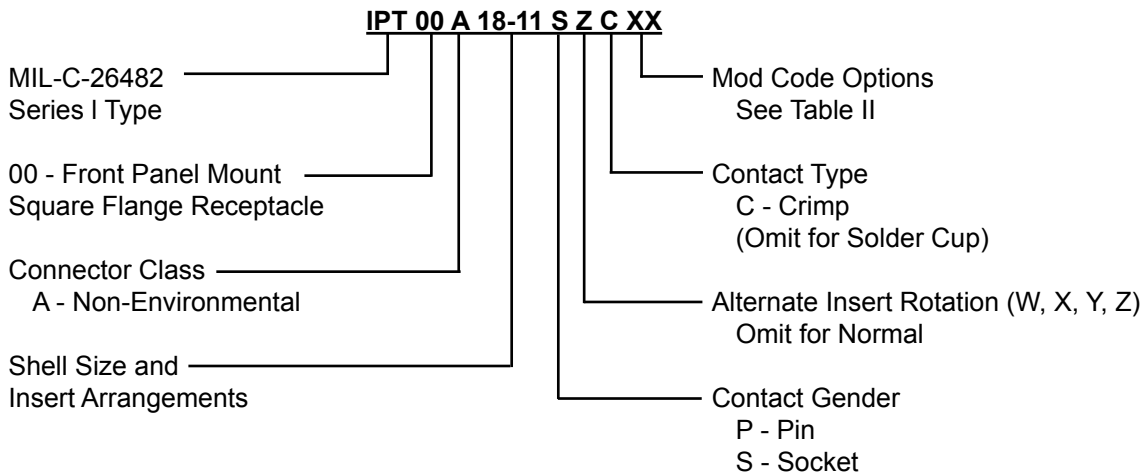 IPT 00 A 18-11 S Z C XX
MIL-C-26482
Series I Type
00 - Front Panel Mount
Square Flange Receptacle
Connector Class
A - Non-Environmental
Shell Size and
Insert Arrangements
Mod Code Options
See Table II
Contact Type
C - Crimp
(Omit for Solder Cup)
Alternate Insert Rotation (W, X, Y, Z)
Omit for Normal
Contact Gender
P - Pin
S - Socket